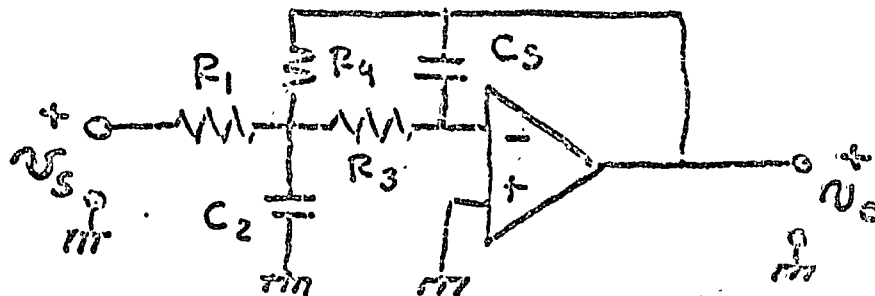 C5
R1
R4
+
−
+
R3
vs
C2
+
vo